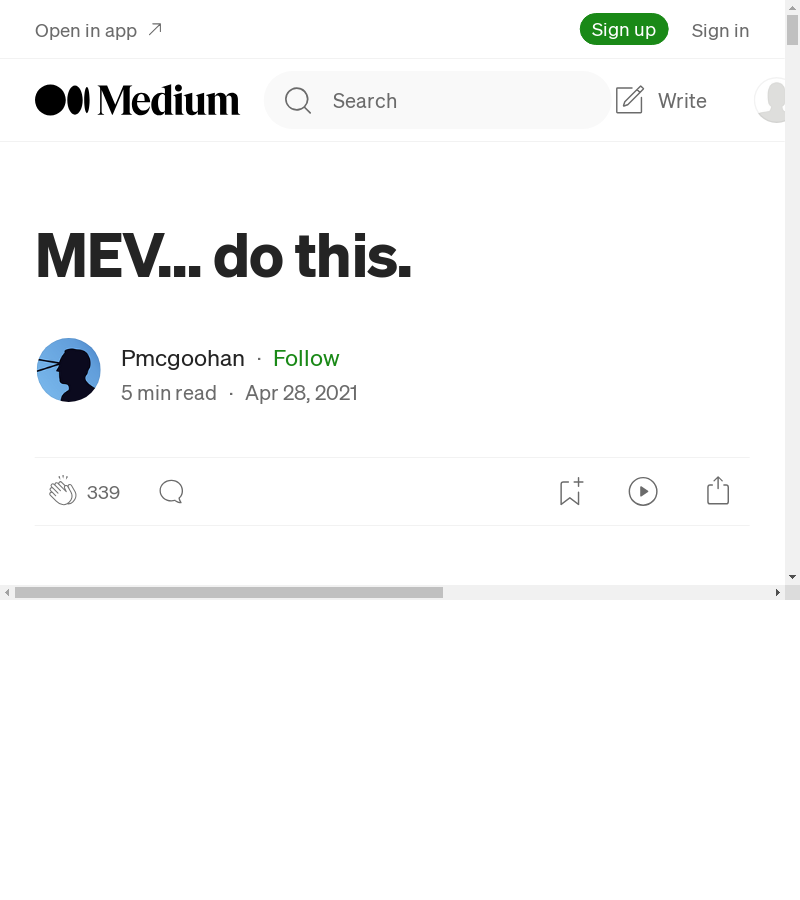 Open in app
Sign up
Sign in
Medium
Search
Write
MEV… do this.
Pmcgoohan · Follow
5 min read · Apr 28, 2021
339